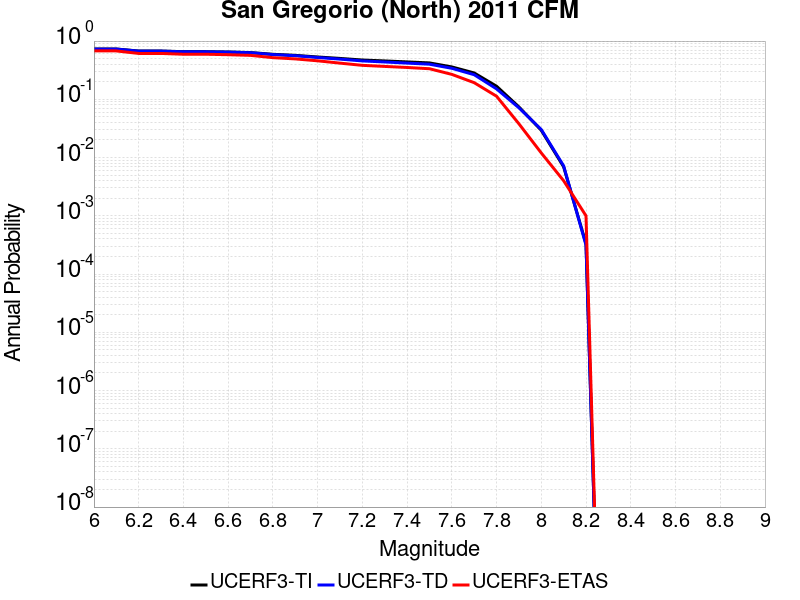 San Gregorio (North) 2011 CFM
10^0
10^-1
10^-2
10^-3
10^-4
10^-5
10^-6
10^-7
10^-8
Annual Probability
6 6.2 6.4 6.6 6.8 7 7.2 7.4 7.6 7.8 8 8.2 8.4 8.6 8.8 9
Magnitude
UCERF3-TI UCERF3-TD UCERF3-ETAS